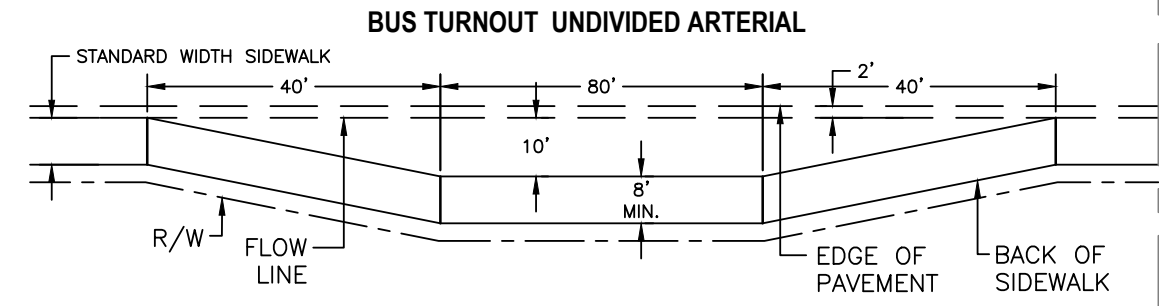 BUS TURNOUT UNDIVIDED ARTERIAL
STANDARD WIDTH SIDEWALK
40'
80'
40'
2'
10'
8'
MIN.
R/W
FLOW
LINE
EDGE OF
PAVEMENT
BACK OF
SIDEWALK